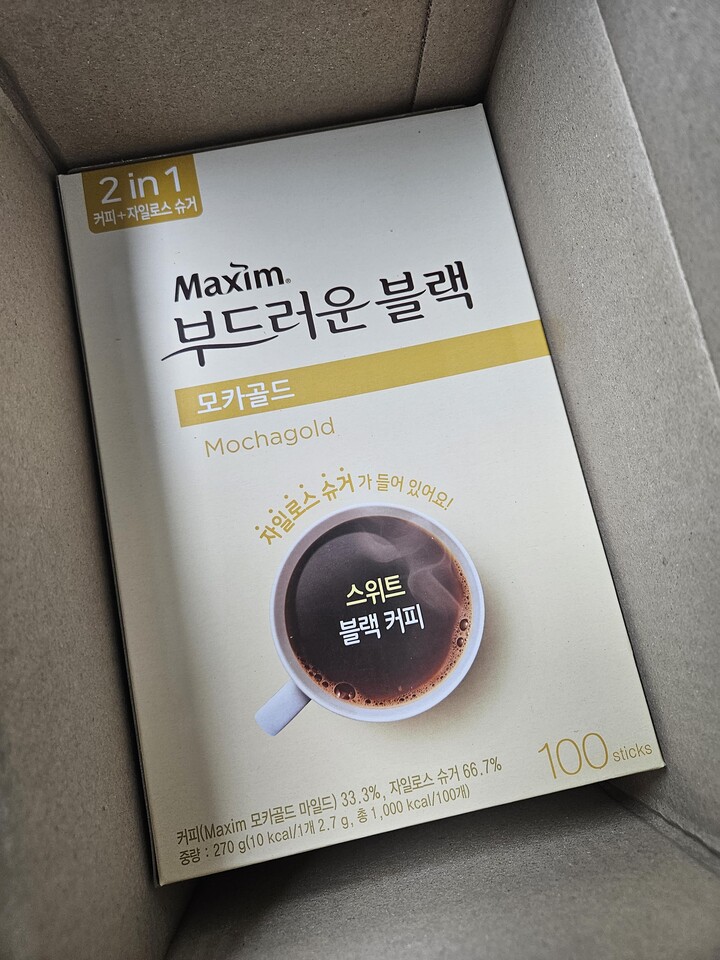 2 in 1
커피+자일로스 슈거
Maxim®
부드러운 블랙
모카골드
Mochagold
자일로스 슈거가 들어 있어요!
스위트
블랙 커피
100 sticks
커피(Maxim 모카골드 마일드) 33.3%, 자일로스 슈거 66.7%
중량 : 270 g(10 kcal/1개 2.7 g, 총 1,000 kcal/100개)